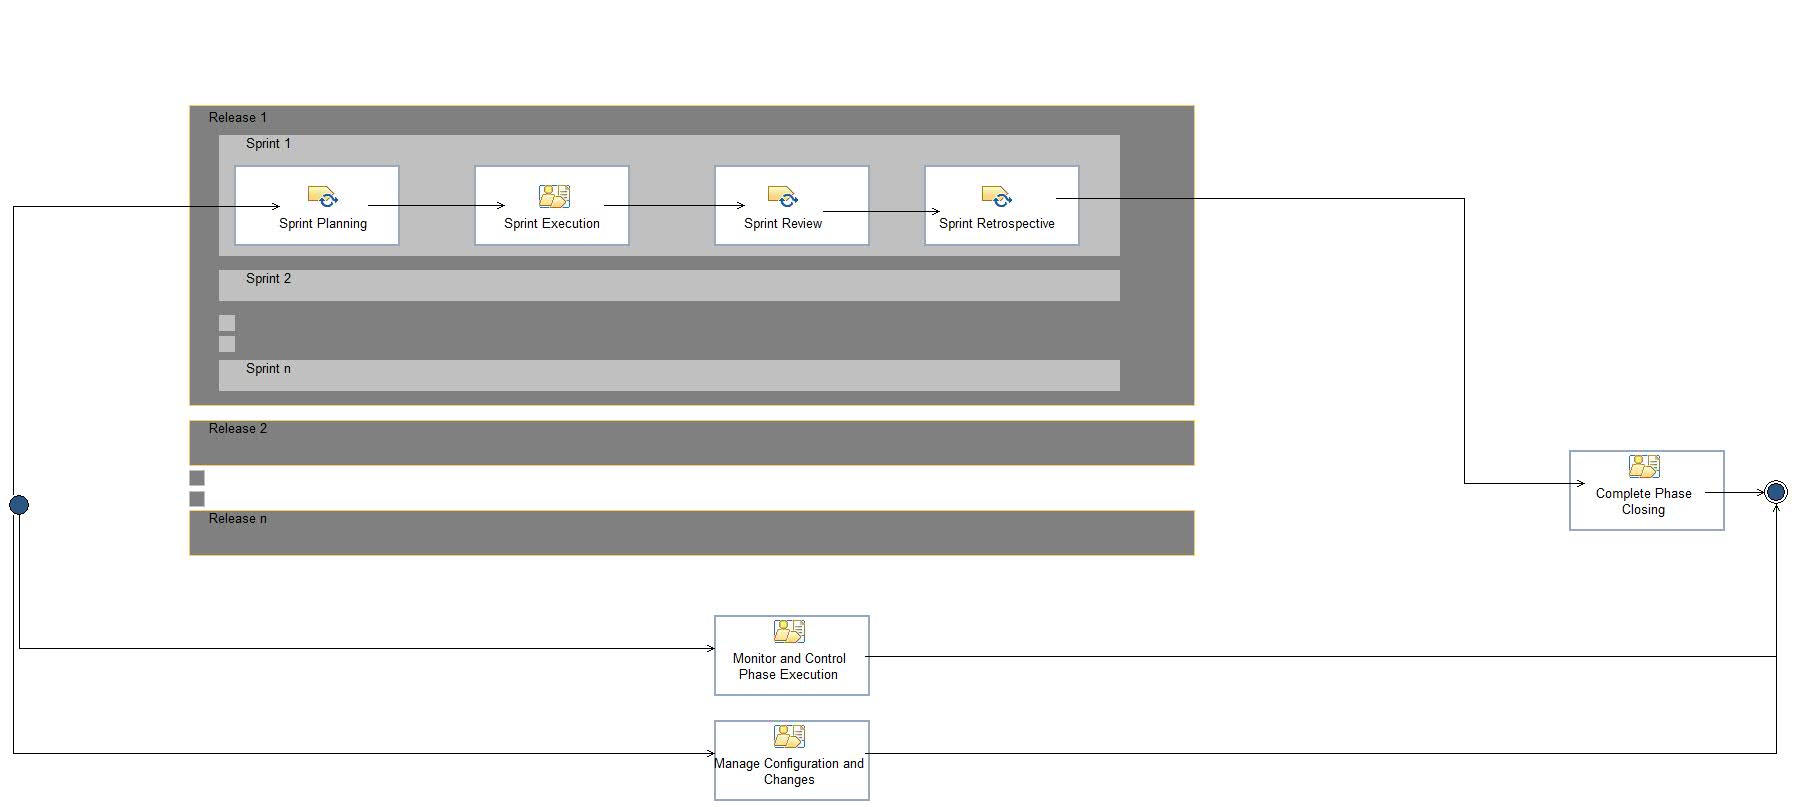 Release 1
Sprint 1
Sprint Planning
Sprint Execution
Sprint Review
Sprint Retrospective
Sprint 2
Sprint n
Release 2
Release n
Complete Phase
Closing
Monitor and Control
Phase Execution
Manage Configuration and
Changes